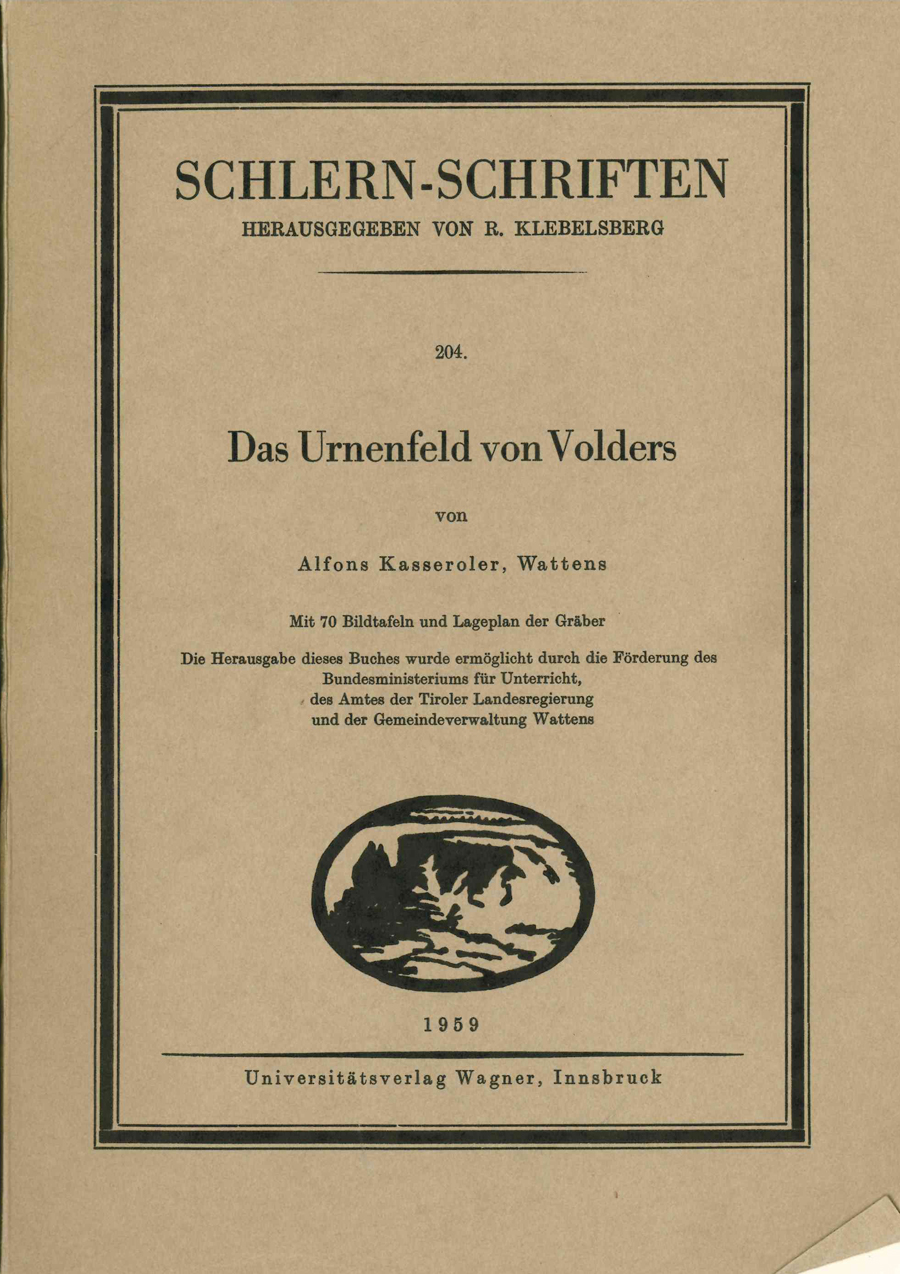 SCHLERN-SCHRIFTEN
HERAUSGEGEBEN VON R. KLEBELSBERG
204.
Das Urnenfeld von Volders
von
Alfons Kasseroler, Wattens
Mit 70 Bildtafeln und Lageplan der Gräber
Die Herausgabe dieses Buches wurde ermöglicht durch die Förderung des
Bundesministeriums für Unterricht,
des Amtes der Tiroler Landesregierung
und der Gemeindeverwaltung Wattens
1959
Universitätsverlag Wagner, Innsbruck